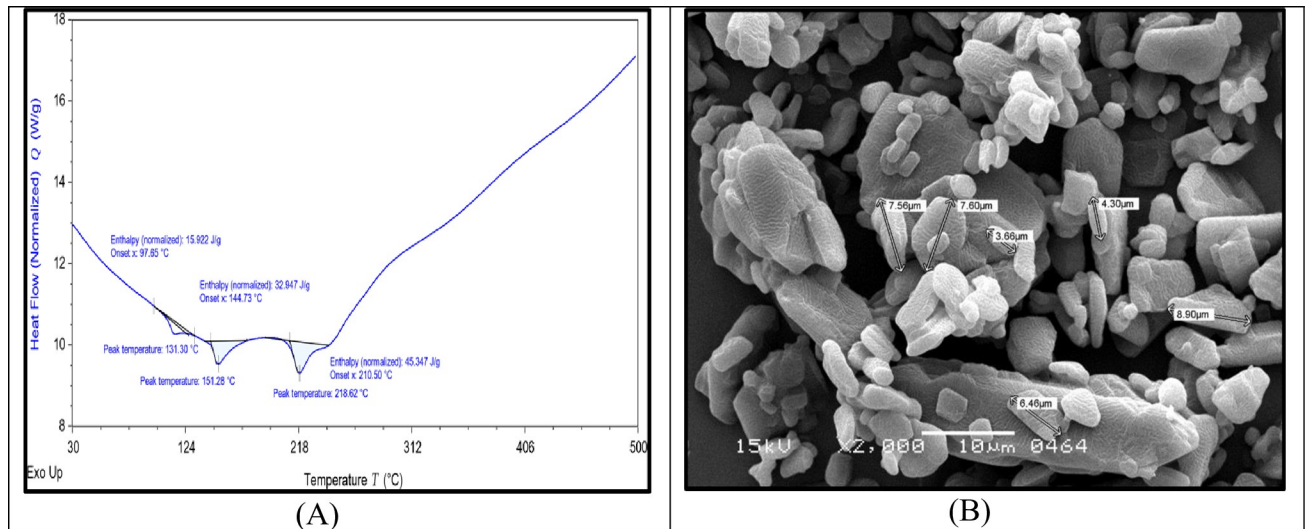 18
16
14
12
10
8
Heat Flow (Normalized) Q (W/g)
Enthalpy (normalized): 15.922 J/g
Onset x: 97.65 °C
Enthalpy (normalized): 32.947 J/g
Onset x: 144.73 °C
Peak temperature: 131.30 °C
Enthalpy (normalized): 45.347 J/g
Onset x: 210.50 °C
Peak temperature: 151.28 °C
Peak temperature: 218.62 °C
30 124 218 312 406 500
Exo Up
Temperature T (°C)
(A)
7.56µm
7.60µm
4.30µm
3.66µm
8.90µm
6.46µm
15kV X2,000 10µm 0464
(B)